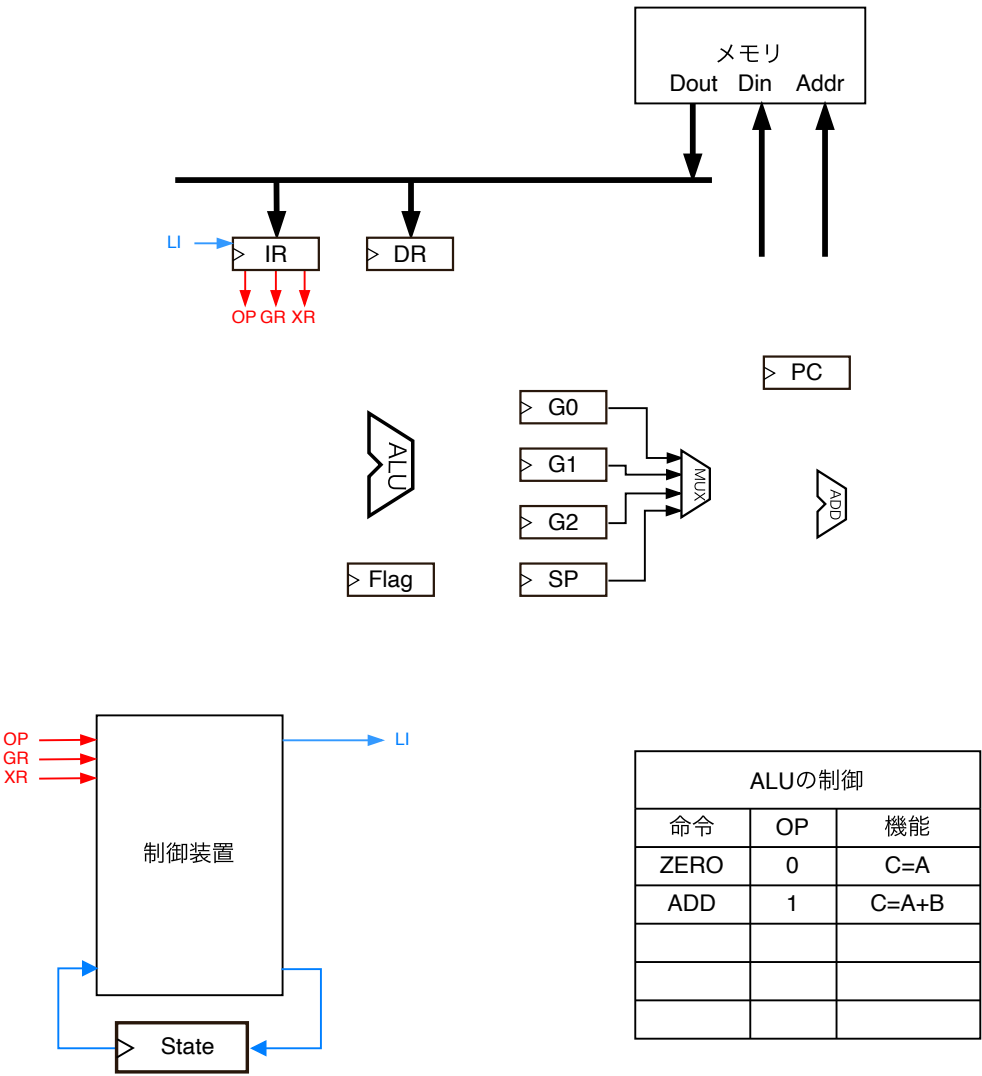 メモリ
Dout Din Addr
LI
IR
DR
OP GR XR
PC
G0
G1
G2
SP
MUX
ALU
ADD
Flag
OP
GR
XR
LI
制御装置
State
ALUの制御
命令 OP 機能
ZERO 0 C=A
ADD 1 C=A+B